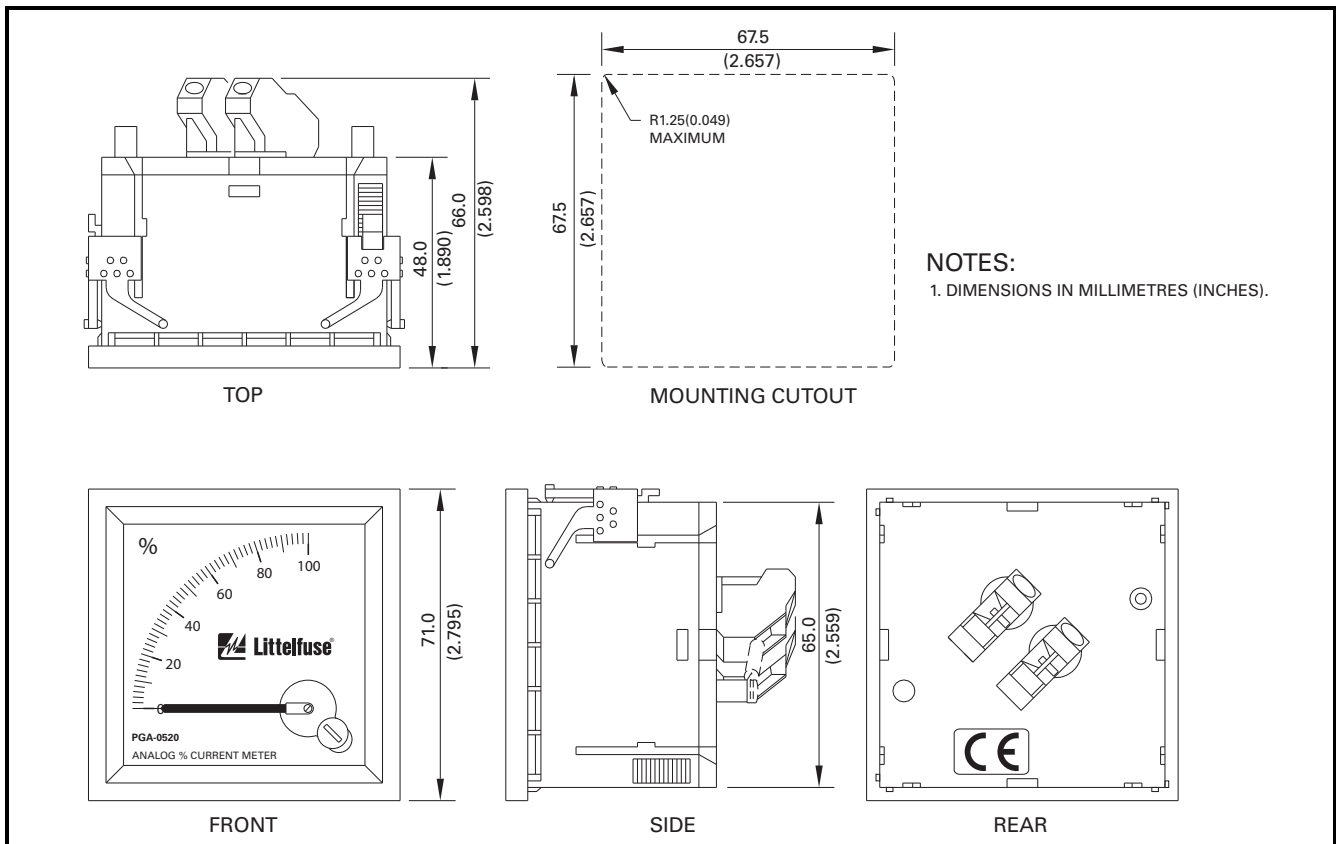 67.5
(2.657)
R1.25(0.049)
MAXIMUM
67.5
(2.657)
66.0
(2.598)
48.0
(1.890)
NOTES:
1. DIMENSIONS IN MILLIMETRES (INCHES).
TOP
MOUNTING CUTOUT
%
20
40
60
80
100
Littelfuse®
PGA-0520
ANALOG % CURRENT METER
71.0
(2.795)
65.0
(2.559)
CE
FRONT
SIDE
REAR